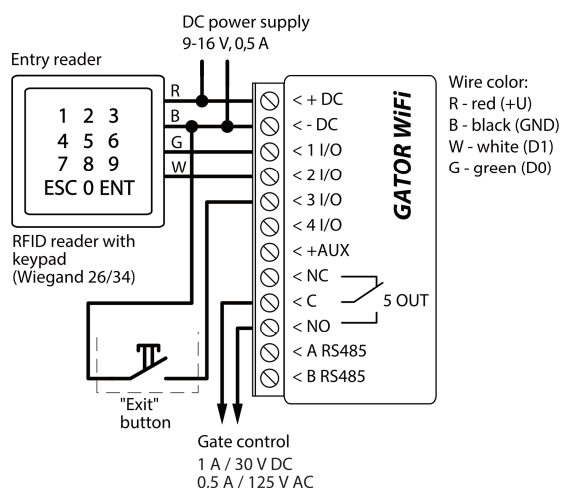 DC power supply
9-16 V, 0,5 A
Entry reader
R
B
G
W
1 2 3
4 5 6
7 8 9
ESC 0 ENT
RFID reader with
keypad
(Wiegand 26/34)
< + DC
< - DC
< 1 I/O
< 2 I/O
< 3 I/O
< 4 I/O
< +AUX
< NC
< C
< NO
< A RS485
< B RS485
5 OUT
GATOR WiFi
Wire color:
R - red (+U)
B - black (GND)
W - white (D1)
G - green (D0)
"Exit"
button
Gate control
1 A / 30 V DC
0,5 A / 125 V AC